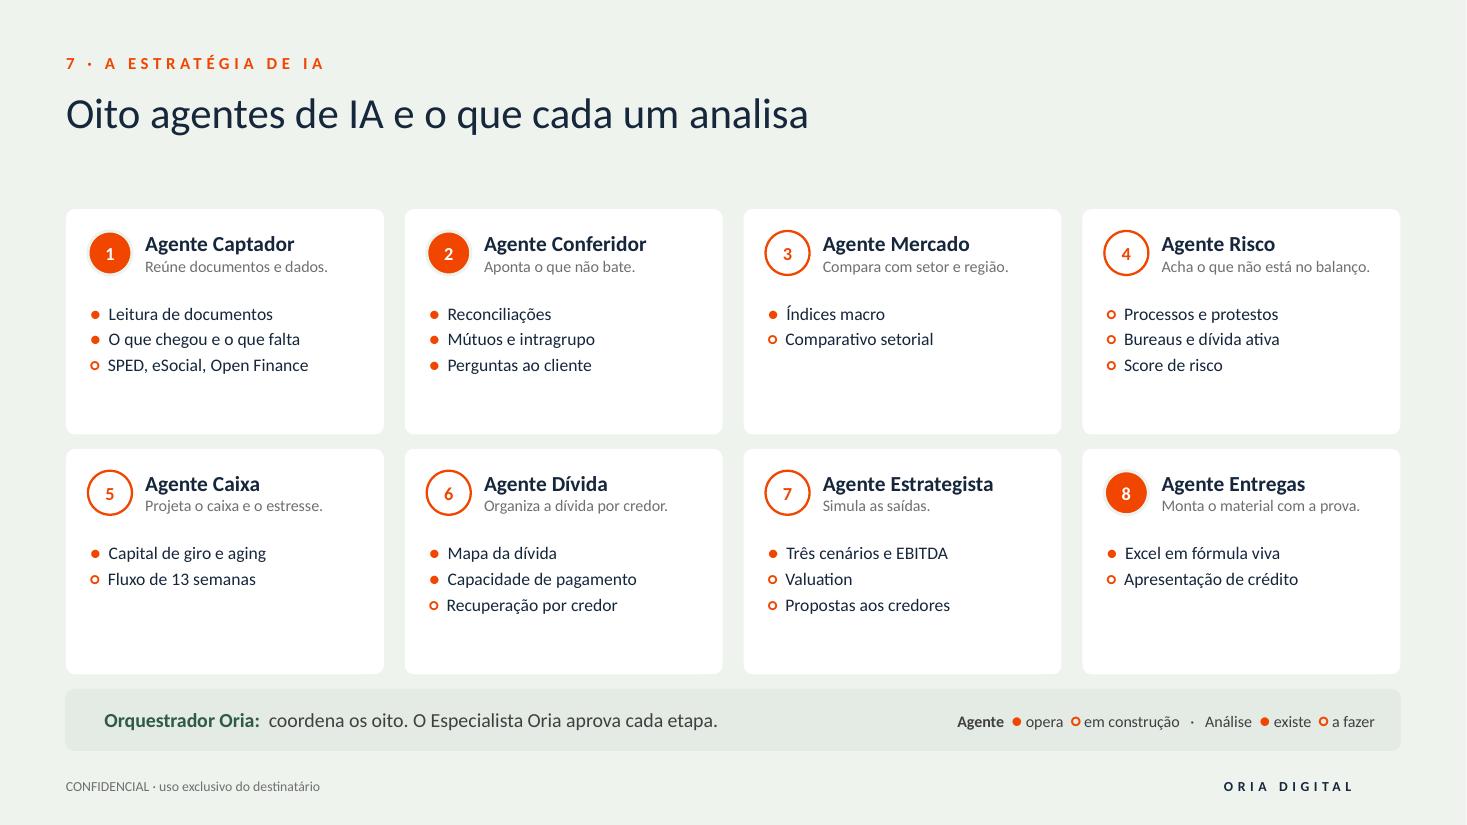 7 · A ESTRATÉGIA DE IA
Oito agentes de IA e o que cada um analisa
1
Agente Captador
Reúne documentos e dados.
Leitura de documentos
O que chegou e o que falta
SPED, eSocial, Open Finance
2
Agente Conferidor
Aponta o que não bate.
Reconciliações
Mútuos e intragrupo
Perguntas ao cliente
3
Agente Mercado
Compara com setor e região.
Índices macro
Comparativo setorial
4
Agente Risco
Acha o que não está no balanço.
Processos e protestos
Bureaus e dívida ativa
Score de risco
5
Agente Caixa
Projeta o caixa e o estresse.
Capital de giro e aging
Fluxo de 13 semanas
6
Agente Dívida
Organiza a dívida por credor.
Mapa da dívida
Capacidade de pagamento
Recuperação por credor
7
Agente Estrategista
Simula as saídas.
Três cenários e EBITDA
Valuation
Propostas aos credores
8
Agente Entregas
Monta o material com a prova.
Excel em fórmula viva
Apresentação de crédito
Orquestrador Oria: coordena os oito. O Especialista Oria aprova cada etapa.
Agente opera em construção · Análise existe a fazer
CONFIDENCIAL · uso exclusivo do destinatário
ORIA DIGITAL